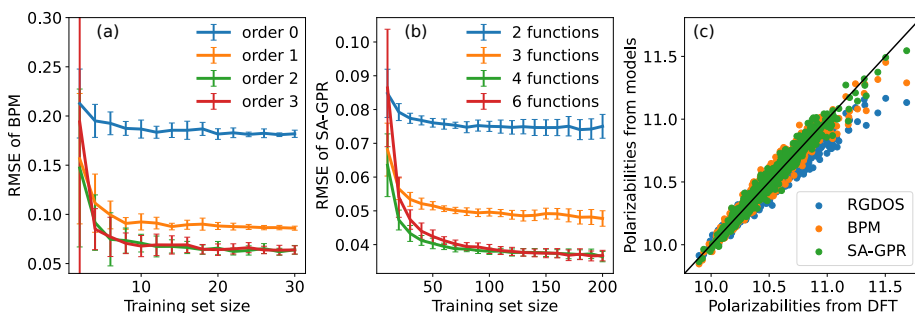 (a)
order 0
order 1
order 2
order 3
0.30
0.25
0.20
0.15
0.10
0.05
RMSE of BPM
10
20
30
Training set size
(b)
2 functions
3 functions
4 functions
6 functions
0.10
0.09
0.08
0.07
0.06
0.05
0.04
RMSE of SA-GPR
50
100
150
200
Training set size
(c)
11.5
11.0
10.5
10.0
Polarizabilities from models
RGDOS
BPM
SA-GPR
10.0
10.5
11.0
11.5
Polarizabilities from DFT